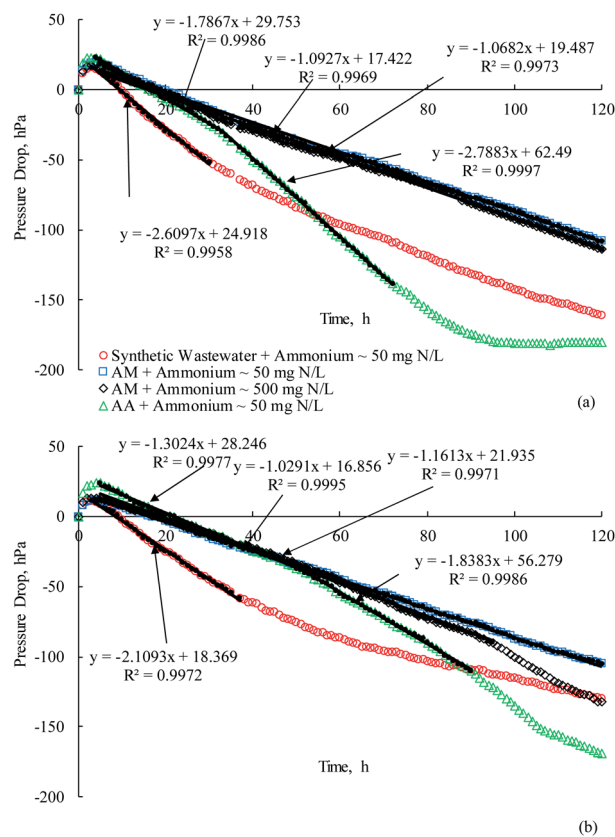 y = -1.7867x + 29.753
R² = 0.9986
y = -1.0927x + 17.422
R² = 0.9969
y = -1.0682x + 19.487
R² = 0.9973
50
0
-50
-100
-150
-200
0 20 40 60 80 100 120
Pressure Drop, hPa
y = -2.7883x + 62.49
R² = 0.9997
y = -2.6097x + 24.918
R² = 0.9958
Time, h
Synthetic Wastewater + Ammonium ~ 50 mg N/L
AM + Ammonium ~ 50 mg N/L
AM + Ammonium ~ 500 mg N/L
AA + Ammonium ~ 50 mg N/L
(a)
y = -1.3024x + 28.246
R² = 0.9977
y = -1.0291x + 16.856
R² = 0.9995
y = -1.1613x + 21.935
R² = 0.9971
50
0
-50
-100
-150
-200
0 20 40 60 80 100 120
Pressure Drop, hPa
y = -1.8383x + 56.279
R² = 0.9986
y = -2.1093x + 18.369
R² = 0.9972
Time, h
(b)